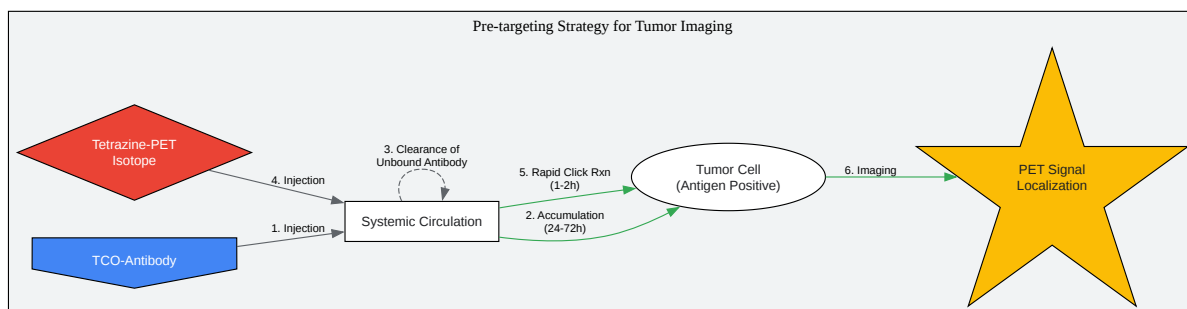 Pre-targeting Strategy for Tumor Imaging
Tetrazine-PET
Isotope
4. Injection
TCO-Antibody
1. Injection
3. Clearance of
Unbound Antibody
Systemic Circulation
5. Rapid Click Rxn
(1-2h)
2. Accumulation
(24-72h)
Tumor Cell
(Antigen Positive)
6. Imaging
PET Signal
Localization